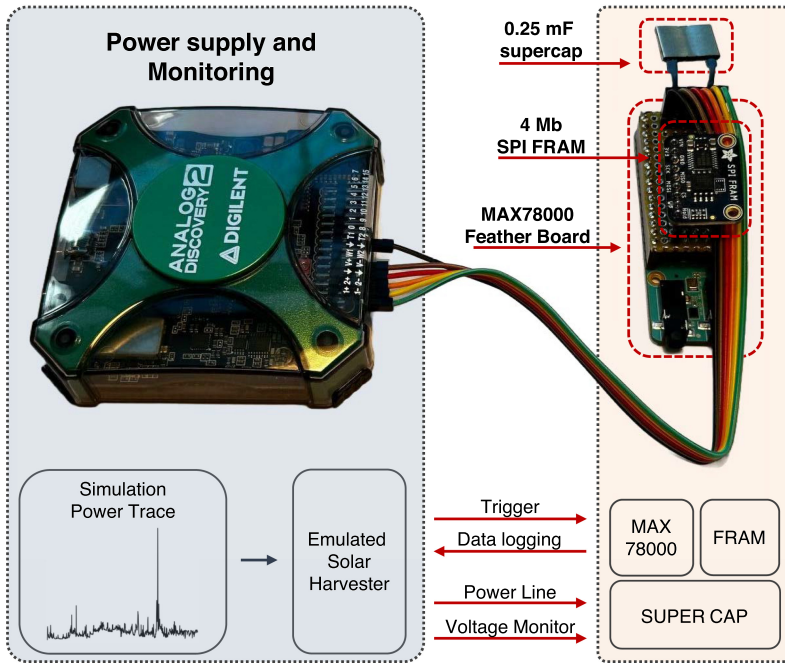 Power supply and
Monitoring
0.25 mF
supercap
4 Mb
SPI FRAM
MAX78000
Feather Board
ANALOG
DISCOVERY 2
DIGILENT
SPI FRAM
Simulation
Power Trace
Emulated
Solar
Harvester
Trigger
Data logging
Power Line
Voltage Monitor
MAX
78000
FRAM
SUPER CAP